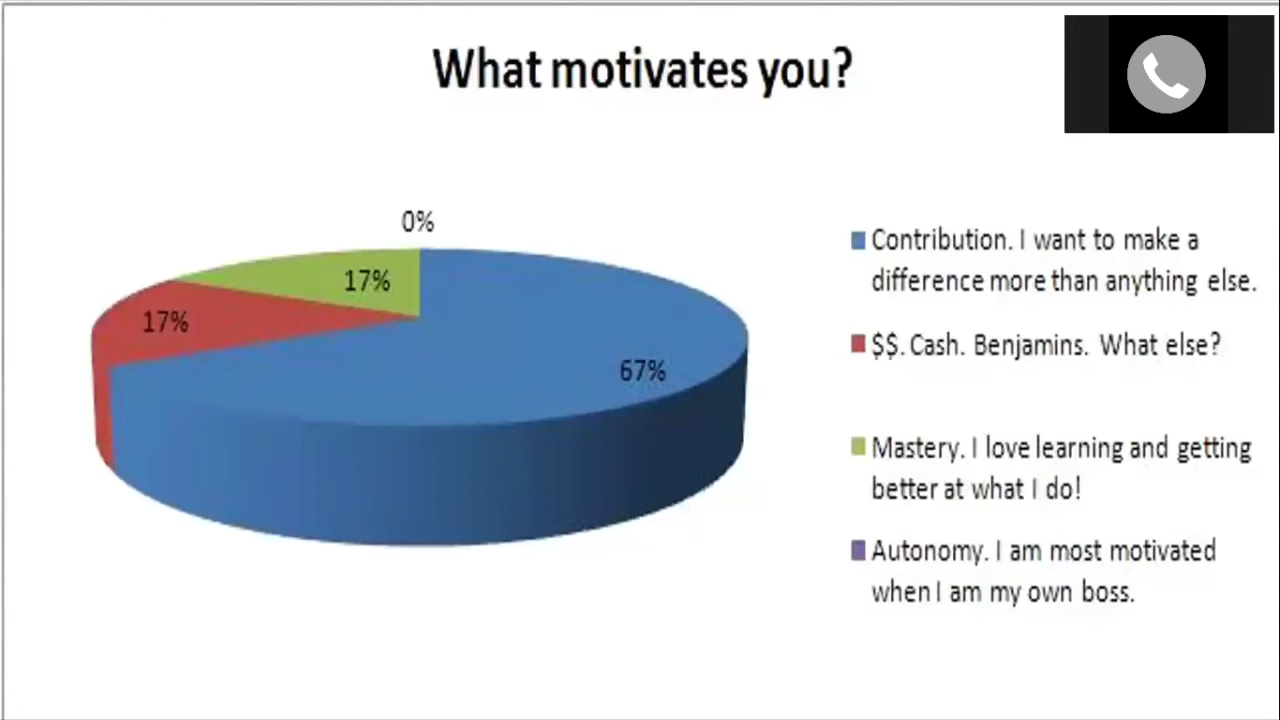 What motivates you?
0%
17%
17%
67%
Contribution. I want to make a
difference more than anything else.
$$. Cash. Benjamins. What else?
Mastery. I love learning and getting
better at what I do!
Autonomy. I am most motivated
when I am my own boss.